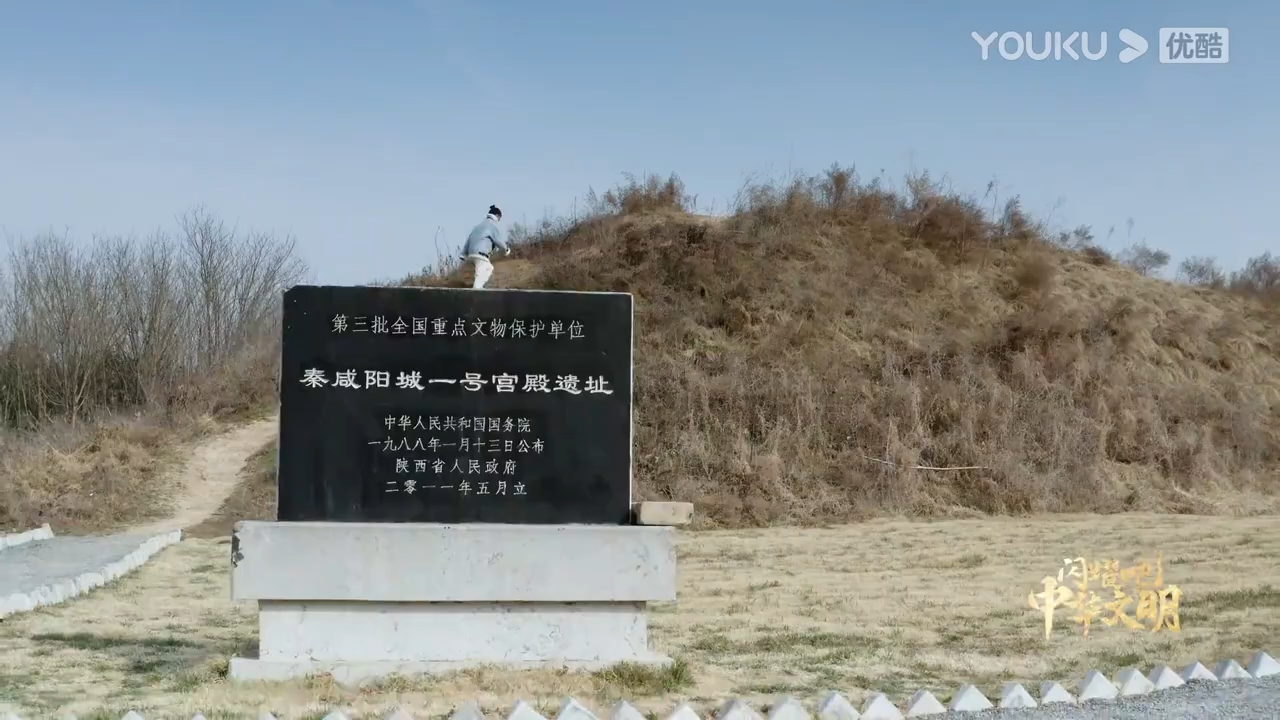 YOUKU 优酷
第三批全国重点文物保护单位
秦咸阳城一号宫殿遗址
中华人民共和国国务院
一九八八年一月十三日公布
陕西省人民政府
二零一一年五月立
闪耀吧!
中华文明